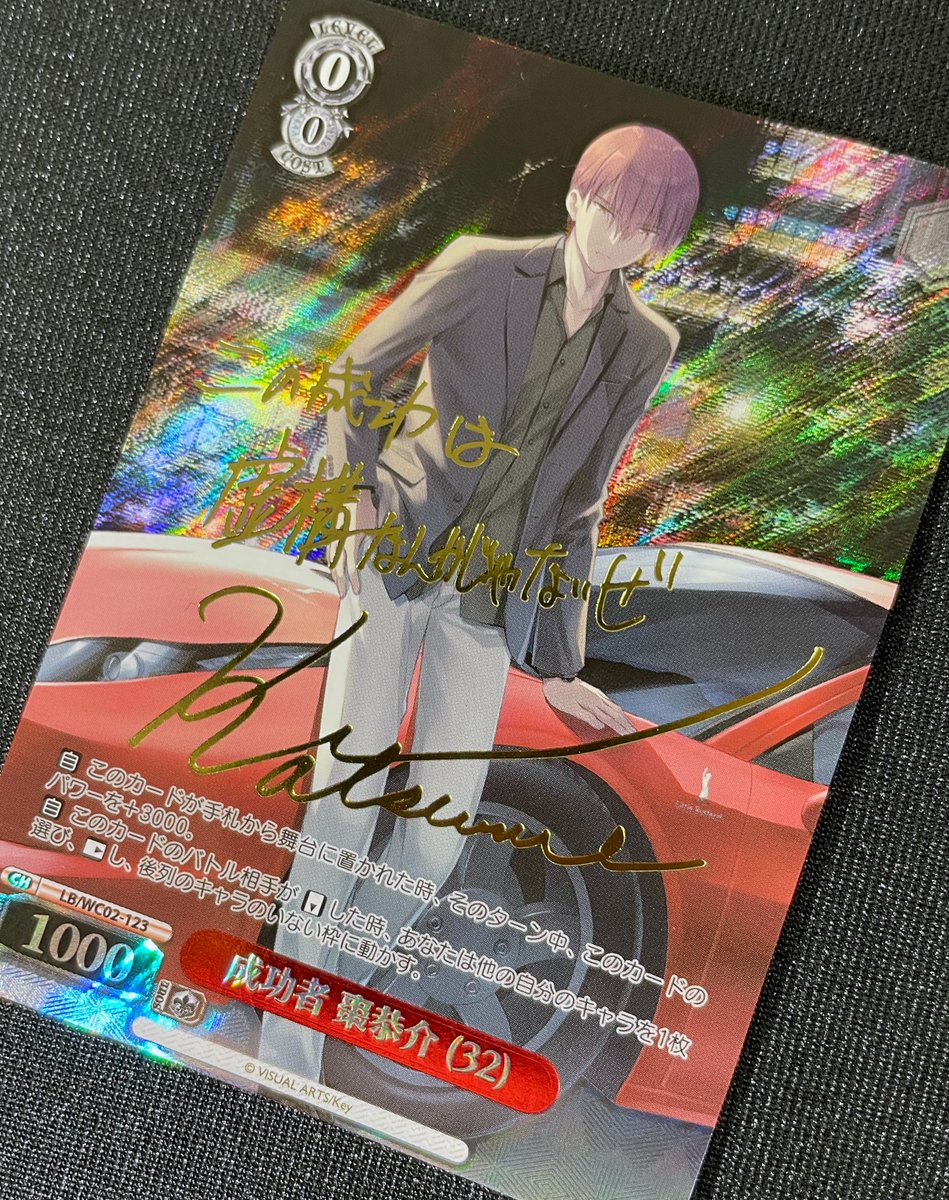 LEVEL
0
0
COST
この成功は
虚構なんかじゃないぜ
Katsume
Little Busters!
自 このカードが手札から舞台に置かれた時、そのターン中、このカードの
パワーを＋3000。
自 このカードのバトル相手が した時、あなたは他の自分のキャラを1枚
選び、 し、後列のキャラのいない枠に動かす。
CH
LB/WC02-123
1000
成功者 棗恭介 (32)
© VISUAL ARTS/Key